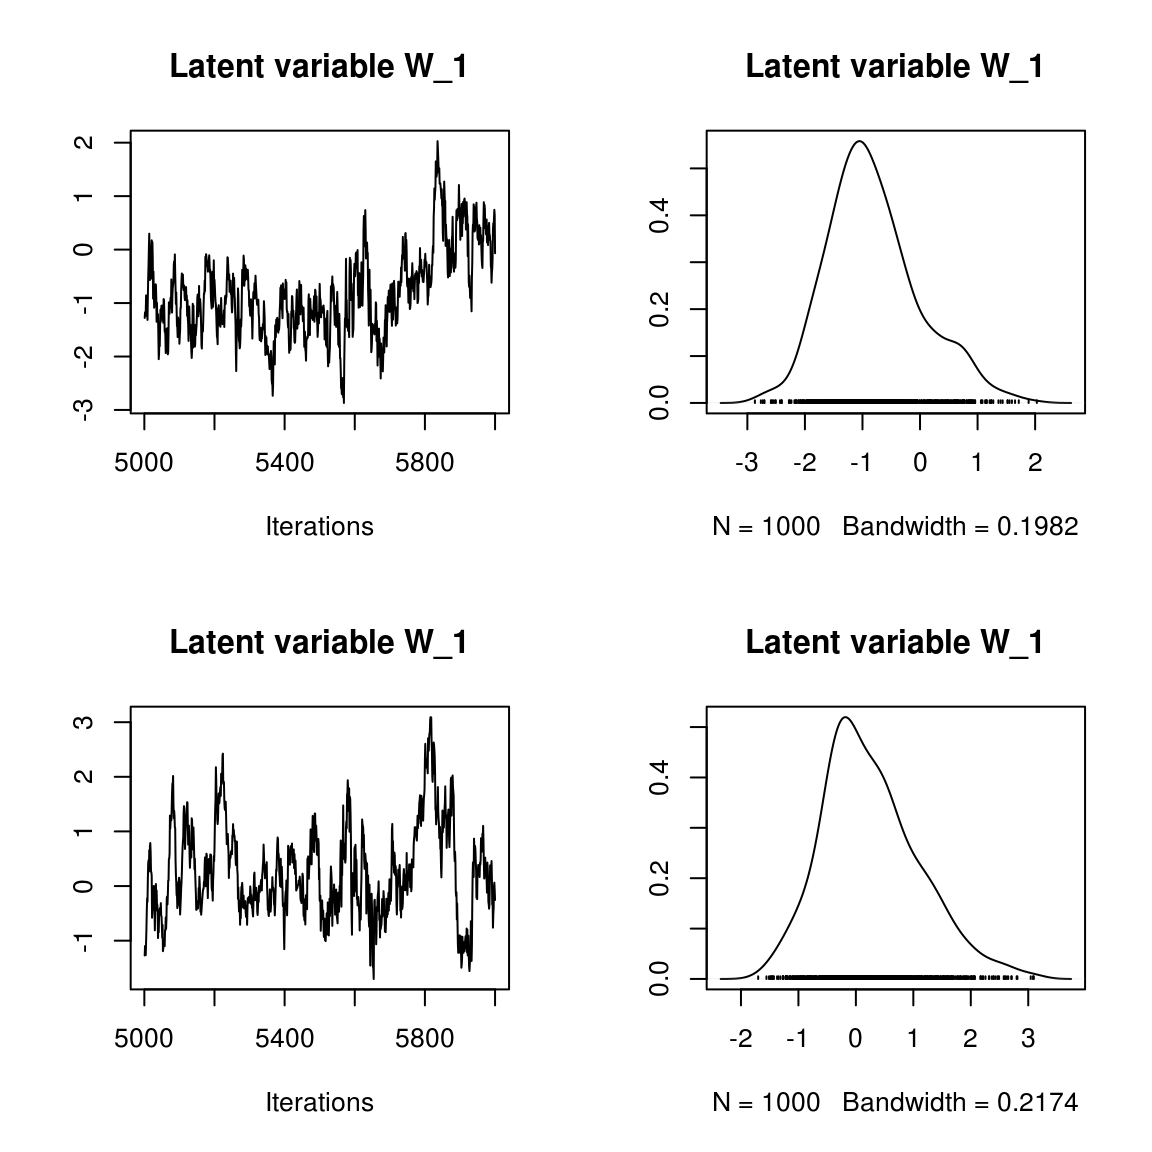 Latent variable W_1
2
1
0
-1
-2
-3
5000 5400 5800
Iterations
Latent variable W_1
0.4
0.2
0.0
-3 -2 -1 0 1 2
N = 1000 Bandwidth = 0.1982
Latent variable W_1
3
2
1
0
-1
5000 5400 5800
Iterations
Latent variable W_1
0.4
0.2
0.0
-2 -1 0 1 2 3
N = 1000 Bandwidth = 0.2174